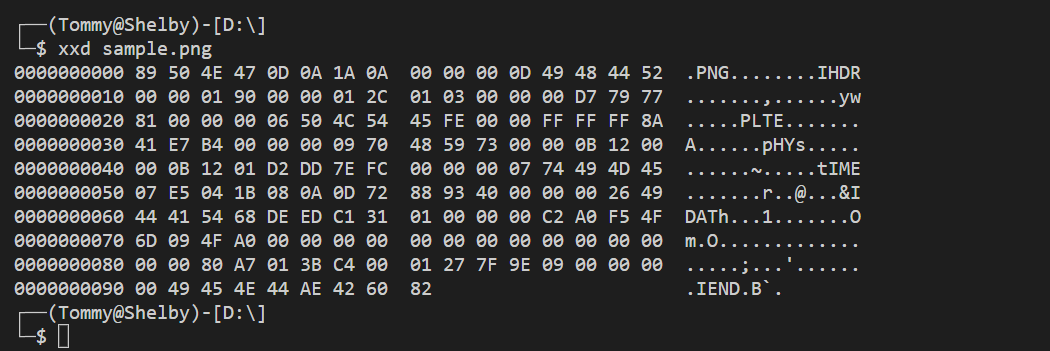 ┌──(Tommy@Shelby)-[D:\]
└─$ xxd sample.png
0000000000 89 50 4E 47 0D 0A 1A 0A  00 00 00 0D 49 48 44 52  .PNG........IHDR
0000000010 00 00 01 90 00 00 01 2C  01 03 00 00 00 D7 79 77  .......,......yw
0000000020 81 00 00 00 06 50 4C 54  45 FE 00 00 FF FF FF 8A  .....PLTE.......
0000000030 41 E7 B4 00 00 00 09 70  48 59 73 00 00 0B 12 00  A......pHYs.....
0000000040 00 0B 12 01 D2 DD 7E FC  00 00 00 07 74 49 4D 45  ......~.....tIME
0000000050 07 E5 04 1B 08 0A 0D 72  88 93 40 00 00 00 26 49  .......r..@...&I
0000000060 44 41 54 68 DE ED C1 31  01 00 00 00 C2 A0 F5 4F  DATh...1.......O
0000000070 6D 09 4F A0 00 00 00 00  00 00 00 00 00 00 00 00  m.O.............
0000000080 00 00 80 A7 01 3B C4 00  01 27 7F 9E 09 00 00 00  .....;...'......
0000000090 00 49 45 4E 44 AE 42 60  82                       .IEND.B`.
┌──(Tommy@Shelby)-[D:\]
└─$